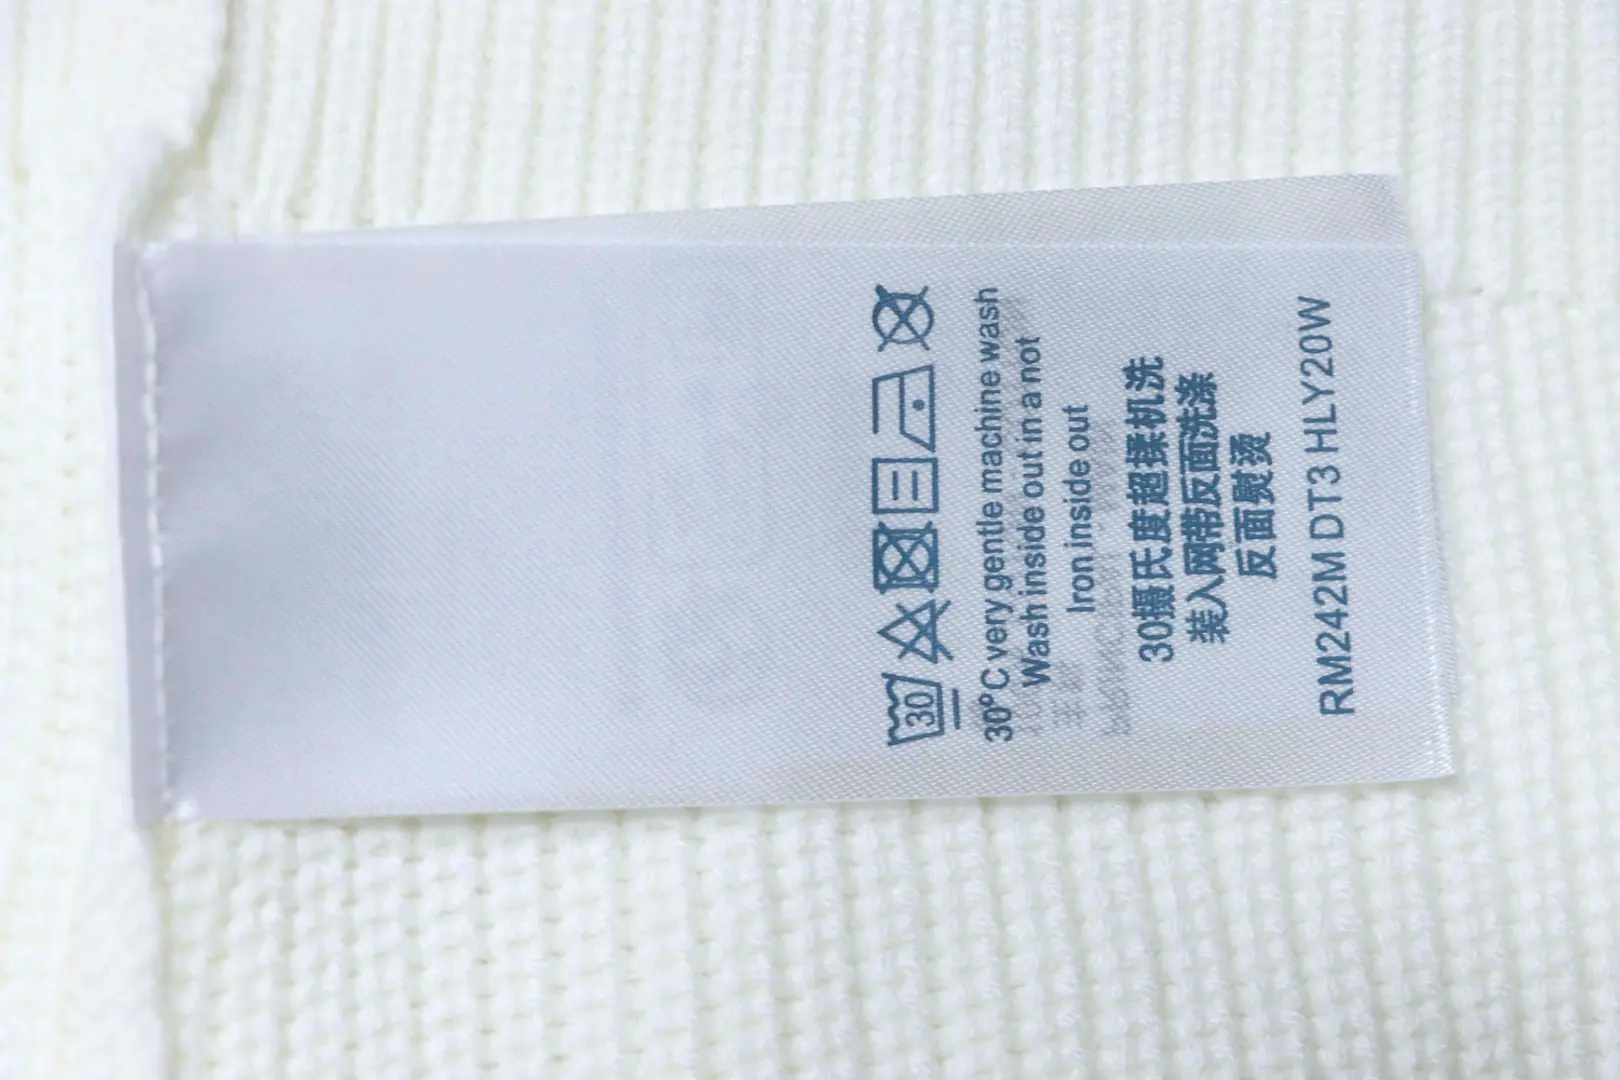 30
30°C very gentle machine wash
Wash inside out in a not
Iron inside out
30摄氏度超揉机洗
装入网带反面洗涤
反面熨烫
RM242M DT3 HLY20W